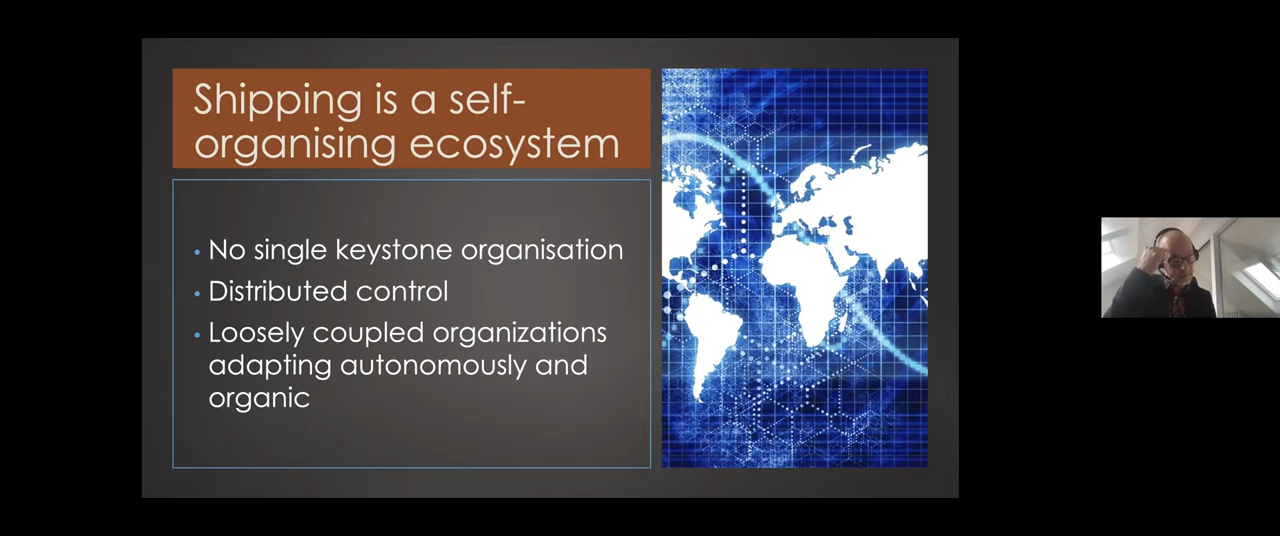 Shipping is a self-
organising ecosystem
• No single keystone organisation
• Distributed control
• Loosely coupled organizations
adapting autonomously and
organic